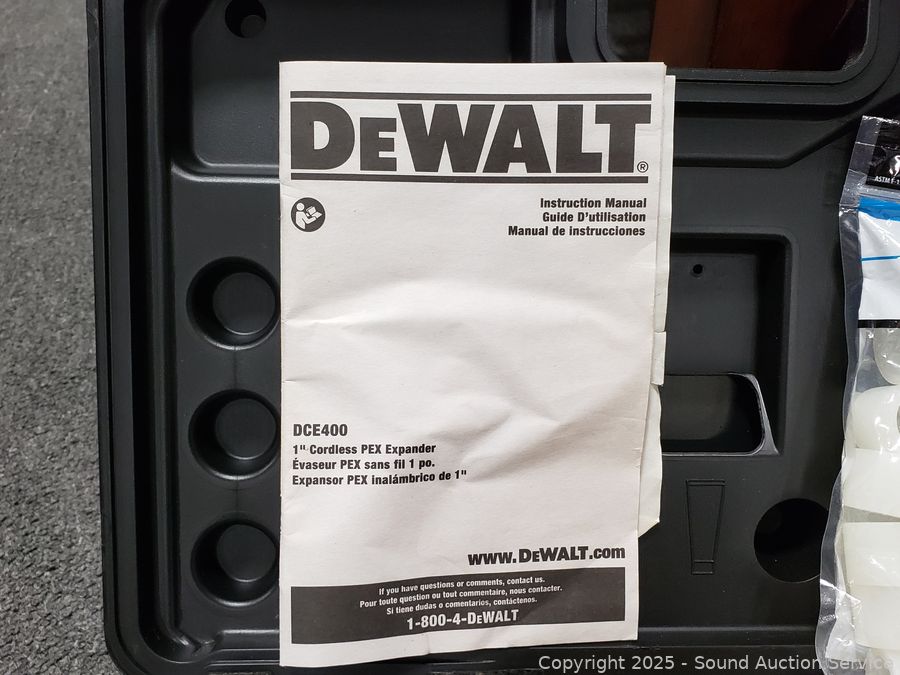 DEWALT®
Instruction Manual
Guide D'utilisation
Manual de instrucciones
ASTM F
DCE400
1" Cordless PEX Expander
Évaseur PEX sans fil 1 po.
Expansor PEX inalámbrico de 1"
www.DEWALT.com
If you have questions or comments, contact us.
Pour toute question ou tout commentaire, nous contacter.
Si tiene dudas o comentarios, contáctenos.
1-800-4-DEWALT
Copyright 2025 - Sound Auction Service